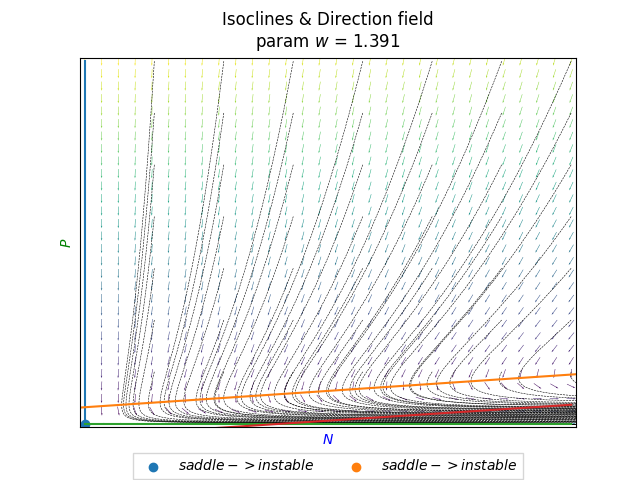 Isoclines & Direction field
param w = 1.391
P
N
saddle->instable
saddle->instable